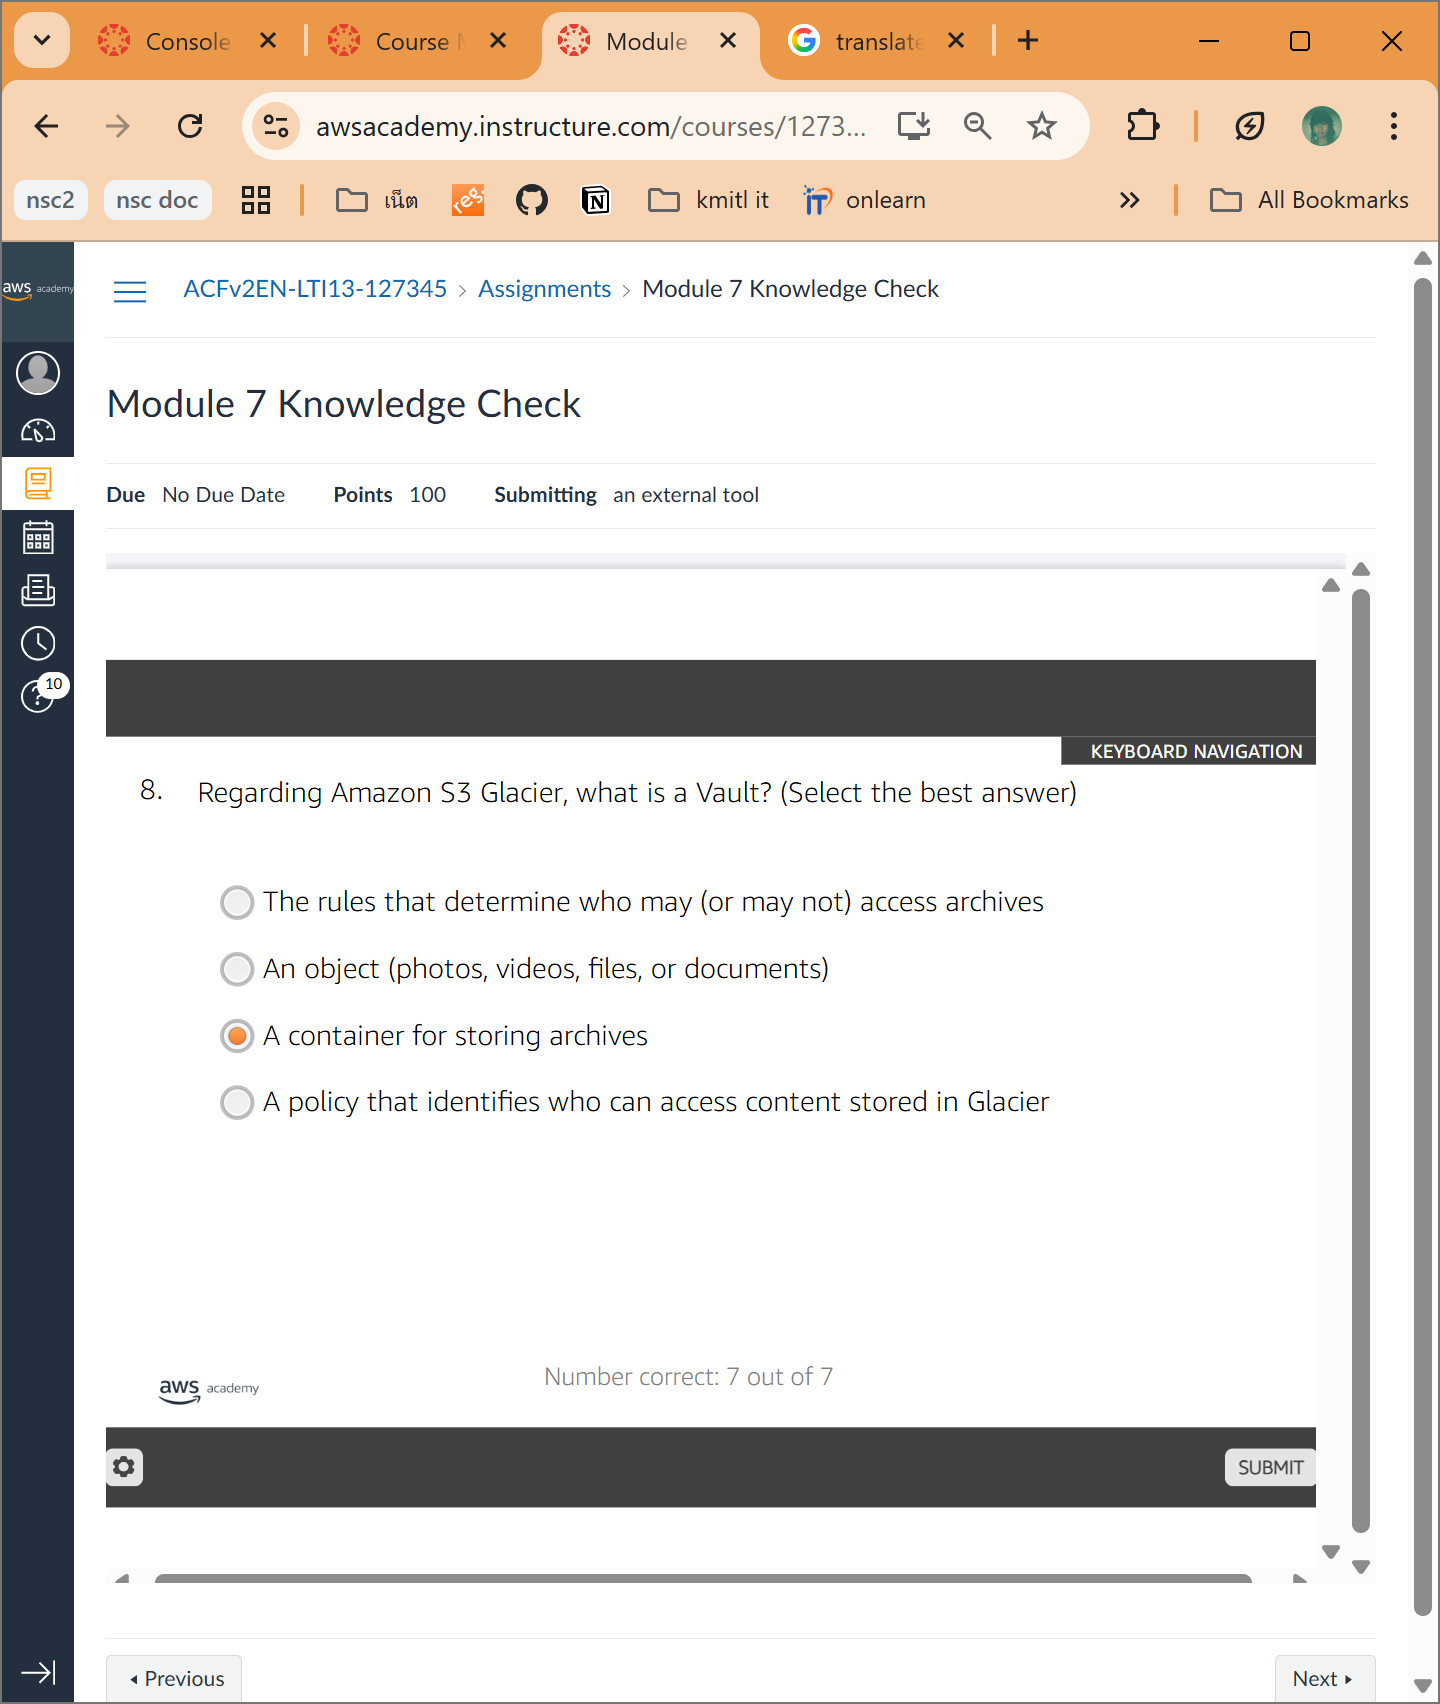 Console
Course
Module
translate
awsacademy.instructure.com/courses/1273...
nsc2
nsc doc
เน็ต
reg.
kmitl it
IT
onlearn
All Bookmarks
aws academy
ACFv2EN-LTI13-127345 › Assignments › Module 7 Knowledge Check
Module 7 Knowledge Check
Due No Due Date Points 100 Submitting an external tool
10
KEYBOARD NAVIGATION
8. Regarding Amazon S3 Glacier, what is a Vault? (Select the best answer)
The rules that determine who may (or may not) access archives
An object (photos, videos, files, or documents)
A container for storing archives
A policy that identifies who can access content stored in Glacier
Number correct: 7 out of 7
aws academy
SUBMIT
Previous
Next